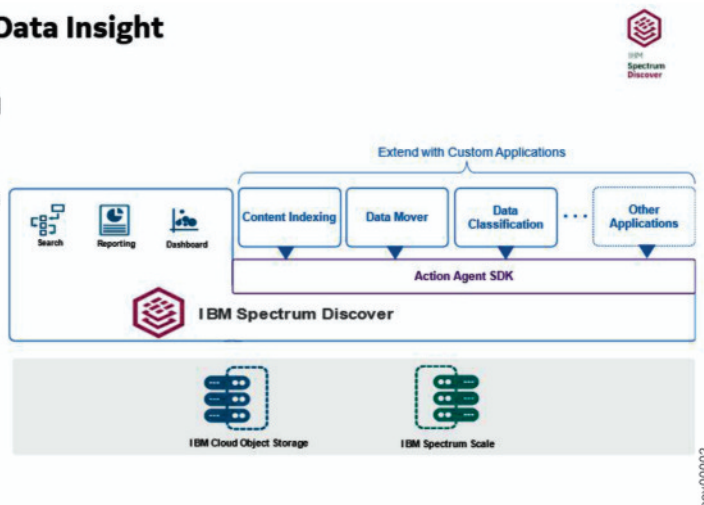 Data Insight
IBM
Spectrum
Discover
Extend with Custom Applications
Search
Reporting
Dashboard
Content Indexing
Data Mover
Data
Classification
...
Other
Applications
Action Agent SDK
IBM Spectrum Discover
IBM Cloud Object Storage
IBM Spectrum Scale